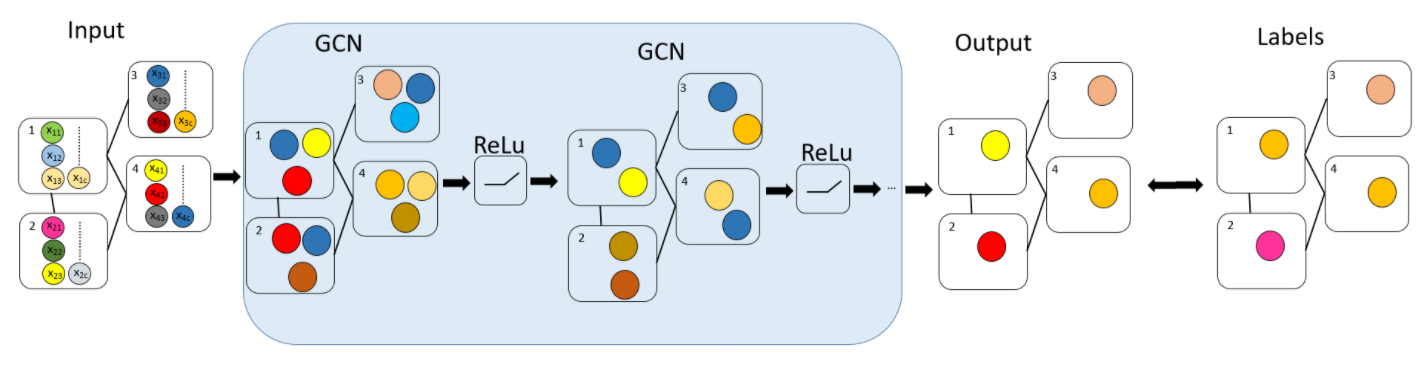 Input
3
x31
x32
x33
x3c
1
x11
x12
x13
x1c
4
x41
x42
x43
x4c
2
x21
x22
x23
x2c
GCN
3
1
4
2
ReLu
GCN
3
1
4
2
ReLu
...
Output
3
1
4
2
Labels
3
1
4
2